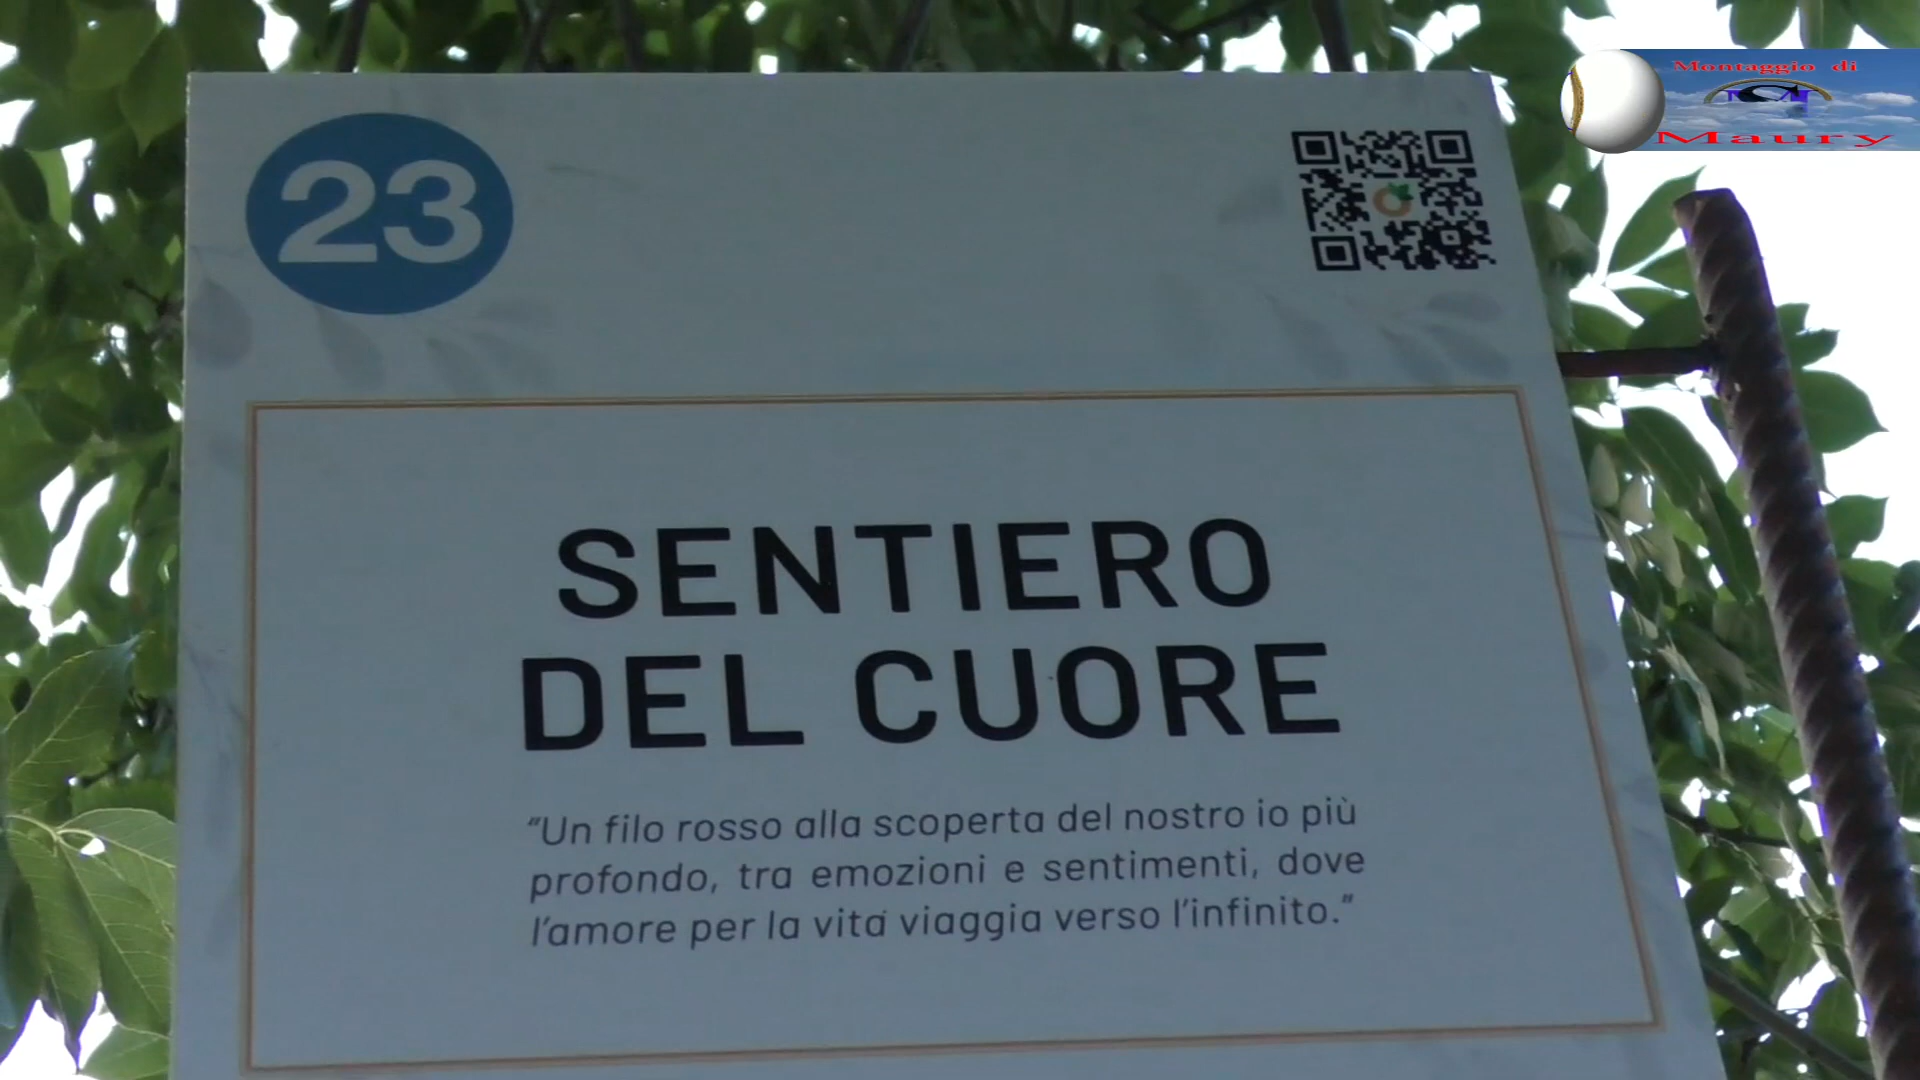 Montaggio di
Maury
23
SENTIERO
DEL CUORE
“Un filo rosso alla scoperta del nostro io più
profondo, tra emozioni e sentimenti, dove
l’amore per la vita viaggia verso l’infinito.”